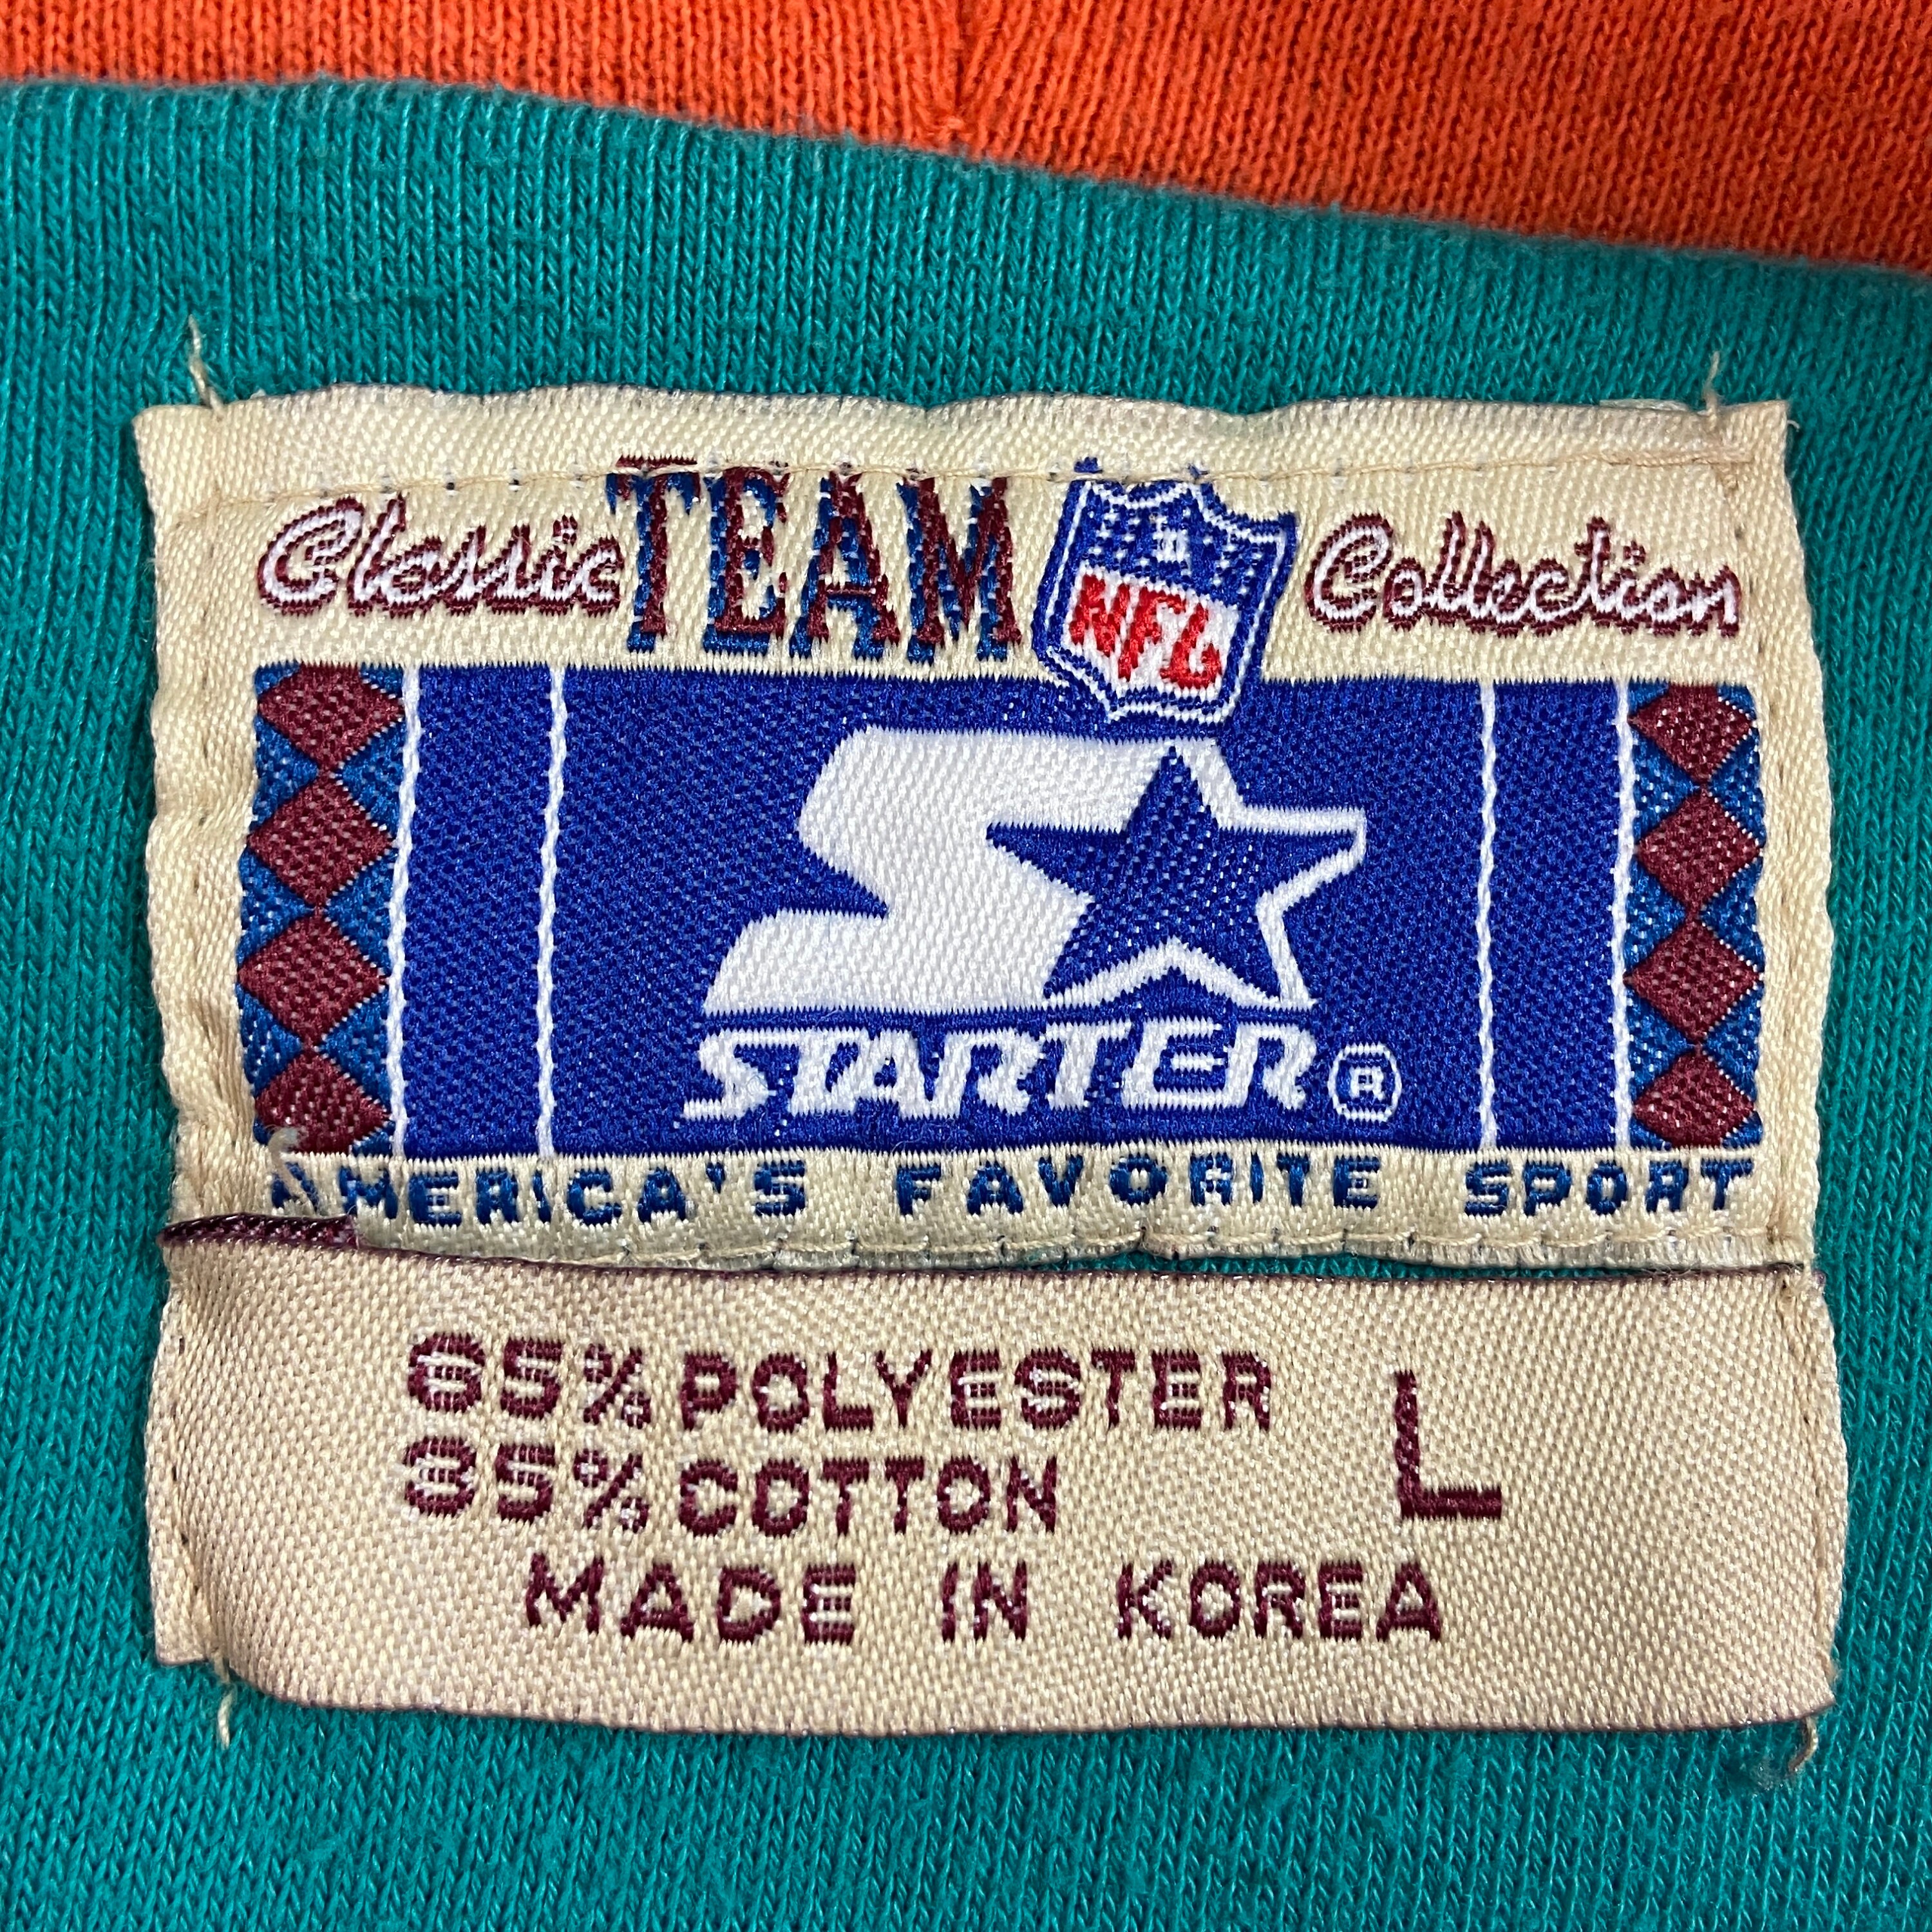 Classic TEAM NFL Collection
STARTER®
AMERICA'S FAVORITE SPORT
65% POLYESTER
35% COTTON
L
MADE IN KOREA